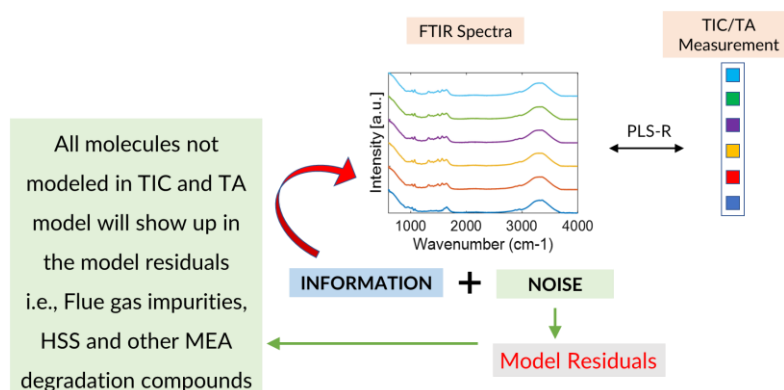 FTIR Spectra
TIC/TA
Measurement
Intensity [a.u.]
1000 2000 3000 4000
Wavenumber (cm-1)
PLS-R
All molecules not
modeled in TIC and TA
model will show up in
the model residuals
i.e., Flue gas impurities,
HSS and other MEA
degradation compounds
INFORMATION + NOISE
Model Residuals